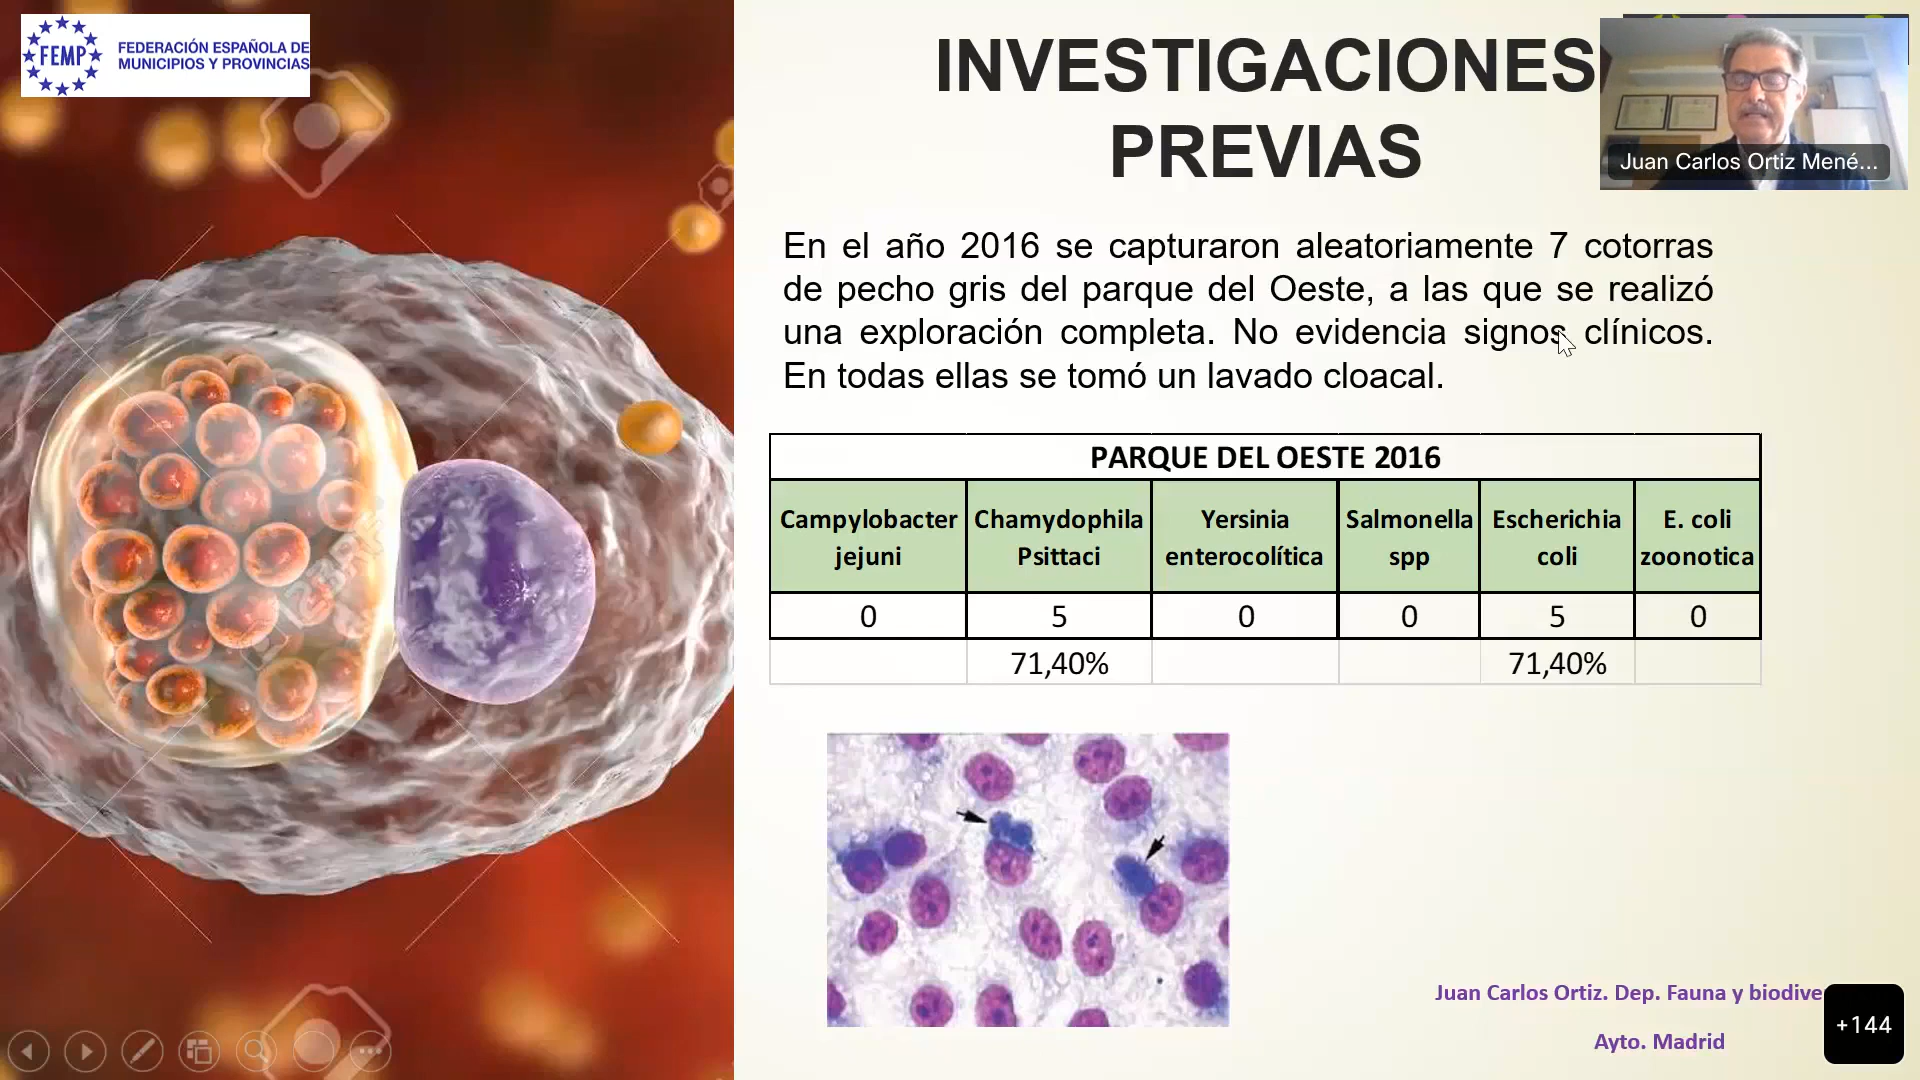 FEMP
FEDERACIÓN ESPAÑOLA DE
MUNICIPIOS Y PROVINCIAS
INVESTIGACIONES
PREVIAS
Juan Carlos Ortiz Mené...
En el año 2016 se capturaron aleatoriamente 7 cotorras
de pecho gris del parque del Oeste, a las que se realizó
una exploración completa. No evidencia signos clínicos.
En todas ellas se tomó un lavado cloacal.
PARQUE DEL OESTE 2016
Campylobacter jejuni
Chamydophila Psittaci
Yersinia enterocolítica
Salmonella spp
Escherichia coli
E. coli zoonotica
0 5 0 0 5 0
71,40% 71,40%
Juan Carlos Ortiz. Dep. Fauna y biodive
Ayto. Madrid
+144